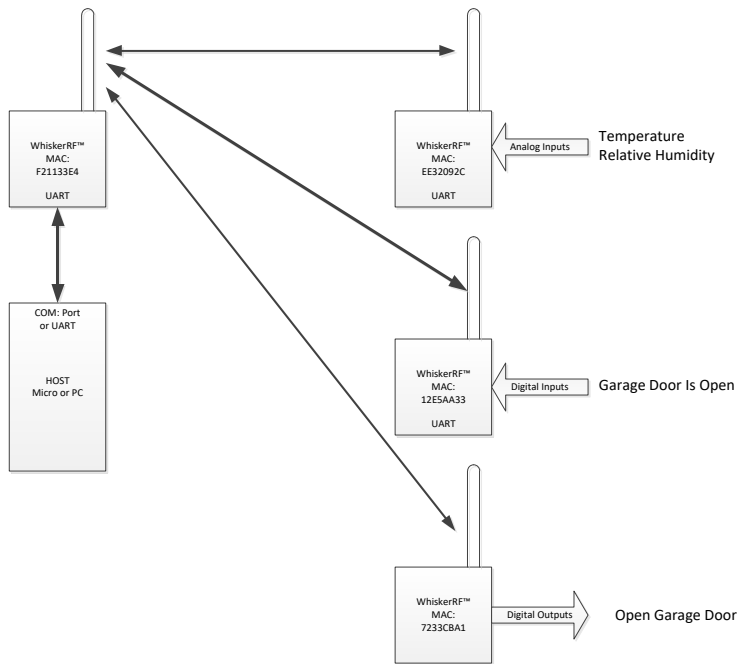 WhiskerRF™
MAC:
F21133E4
UART
WhiskerRF™
MAC:
EE32092C
UART
Analog Inputs
Temperature
Relative Humidity
COM: Port
or UART
HOST
Micro or PC
WhiskerRF™
MAC:
12E5AA33
UART
Digital Inputs
Garage Door Is Open
WhiskerRF™
MAC:
7233CBA1
Digital Outputs
Open Garage Door